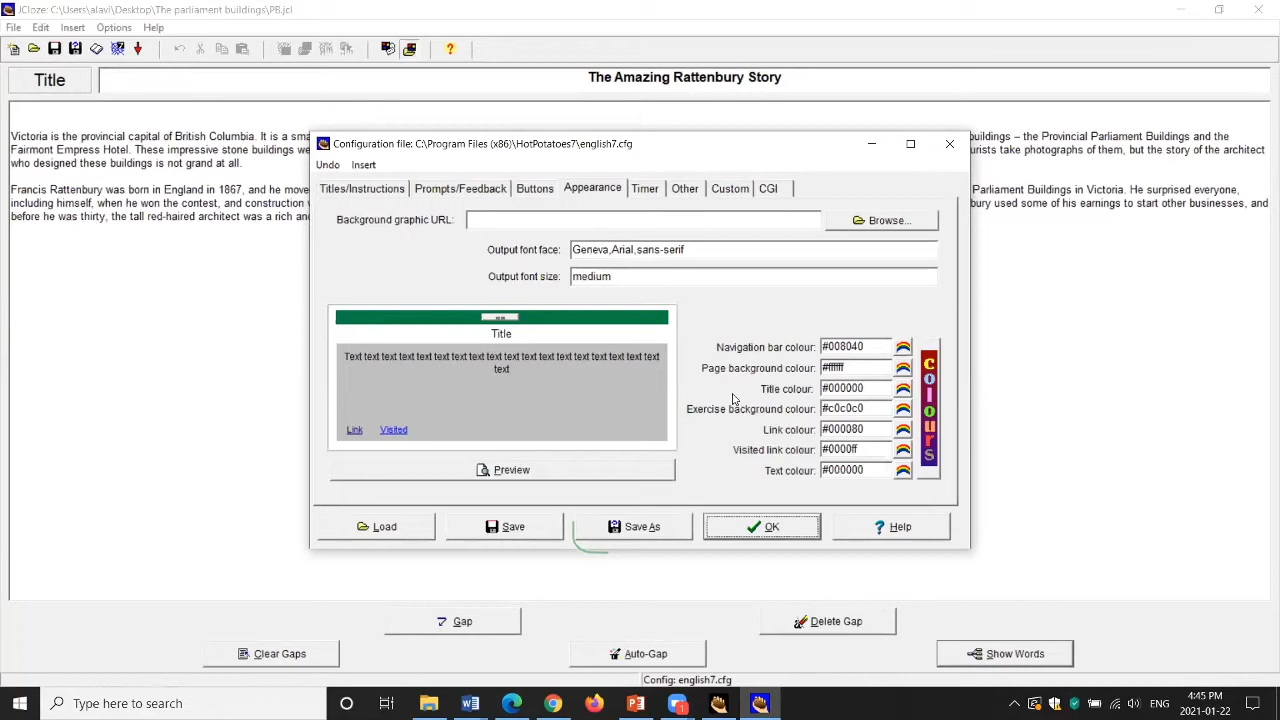 JCloze: C:\Users\alavi\Desktop\The parliament buildings\PB.jcl
File Edit Insert Options Help
Title
The Amazing Rattenbury Story
Victoria is the provincial capital of British Columbia. It is a sma
buildings – the Provincial Parliament Buildings and the
Fairmont Empress Hotel. These impressive stone buildings we
urists take photographs of them, but the story of the architect
who designed these buildings is not grand at all.
Francis Rattenbury was born in England in 1867, and he move
Parliament Buildings in Victoria. He surprised everyone,
including himself, when he won the contest, and construction
bury used some of his earnings to start other businesses, and
before he was thirty, the tall red-haired architect was a rich an
Configuration file: C:\Program Files (x86)\HotPotatoes7\english7.cfg
Undo Insert
Titles/Instructions Prompts/Feedback Buttons Appearance Timer Other Custom CGI
Background graphic URL:
Browse...
Output font face: Geneva,Arial,sans-serif
Output font size: medium
Title
Text text text text text text text text text text text text text text text text text text
text
Link Visited
Preview
Navigation bar colour: #008040
Page background colour: #ffffff
Title colour: #000000
Exercise background colour: #c0c0c0
Link colour: #000080
Visited link colour: #0000ff
Text colour: #000000
colours
Load Save Save As OK Help
Gap Delete Gap
Clear Gaps Auto-Gap Show Words
Config: english7.cfg
Type here to search
4:45 PM
2021-01-22